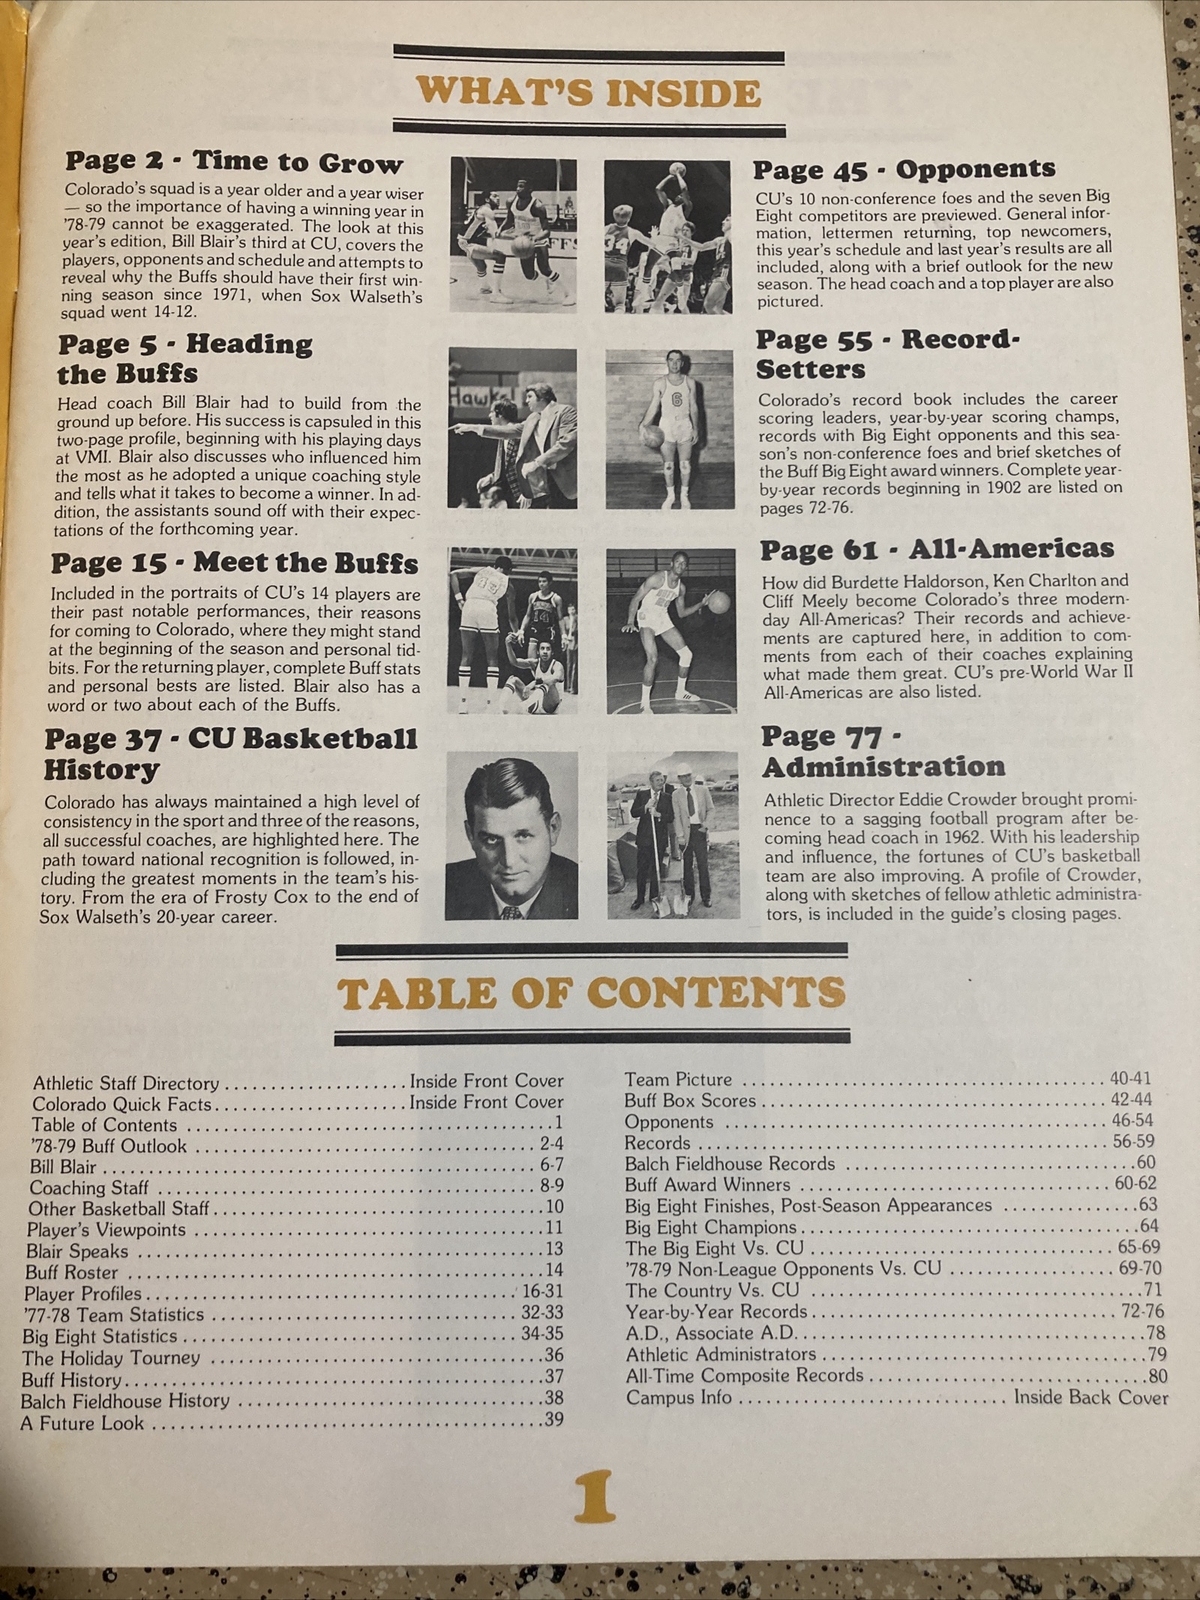 WHAT'S INSIDE
Page 2 - Time to Grow
Colorado's squad is a year older and a year wiser
— so the importance of having a winning year in
'78-79 cannot be exaggerated. The look at this
year's edition, Bill Blair's third at CU, covers the
players, opponents and schedule and attempts to
reveal why the Buffs should have their first win-
ning season since 1971, when Sox Walseth's
squad went 14-12.
Page 5 - Heading
the Buffs
Head coach Bill Blair had to build from the
ground up before. His success is capsuled in this
two-page profile, beginning with his playing days
at VMI. Blair also discusses who influenced him
the most as he adopted a unique coaching style
and tells what it takes to become a winner. In ad-
dition, the assistants sound off with their expec-
tations of the forthcoming year.
Page 15 - Meet the Buffs
Included in the portraits of CU's 14 players are
their past notable performances, their reasons
for coming to Colorado, where they might stand
at the beginning of the season and personal tid-
bits. For the returning player, complete Buff stats
and personal bests are listed. Blair also has a
word or two about each of the Buffs.
Page 37 - CU Basketball
History
Colorado has always maintained a high level of
consistency in the sport and three of the reasons,
all successful coaches, are highlighted here. The
path toward national recognition is followed, in-
cluding the greatest moments in the team's his-
tory. From the era of Frosty Cox to the end of
Sox Walseth's 20-year career.
FFS
34
Hawks
6
14
Page 45 - Opponents
CU's 10 non-conference foes and the seven Big
Eight competitors are previewed. General infor-
mation, lettermen returning, top newcomers,
this year's schedule and last year's results are all
included, along with a brief outlook for the new
season. The head coach and a top player are also
pictured.
Page 55 - Record-
Setters
Colorado's record book includes the career
scoring leaders, year-by-year scoring champs,
records with Big Eight opponents and this sea-
son's non-conference foes and brief sketches of
the Buff Big Eight award winners. Complete year-
by-year records beginning in 1902 are listed on
pages 72-76.
Page 61 - All-Americas
How did Burdette Haldorson, Ken Charlton and
Cliff Meely become Colorado's three modern-
day All-Americas? Their records and achieve-
ments are captured here, in addition to com-
ments from each of their coaches explaining
what made them great. CU's pre-World War II
All-Americas are also listed.
Page 77 -
Administration
Athletic Director Eddie Crowder brought promi-
nence to a sagging football program after be-
coming head coach in 1962. With his leadership
and influence, the fortunes of CU's basketball
team are also improving. A profile of Crowder,
along with sketches of fellow athletic administra-
tors, is included in the guide's closing pages.
TABLE OF CONTENTS
Athletic Staff Directory .................... Inside Front Cover
Colorado Quick Facts..................... Inside Front Cover
Table of Contents ........................................1
'78-79 Buff Outlook ..................................... 2-4
Bill Blair ............................................... 6-7
Coaching Staff ......................................... 8-9
Other Basketball Staff....................................10
Player's Viewpoints ......................................11
Blair Speaks .............................................13
Buff Roster ..............................................14
Player Profiles......................................... 16-31
'77-78 Team Statistics ................................. 32-33
Big Eight Statistics .................................... 34-35
The Holiday Tourney .....................................36
Buff History..............................................37
Balch Fieldhouse History .................................38
A Future Look ...........................................39
Team Picture ........................................ 40-41
Buff Box Scores...................................... 42-44
Opponents .......................................... 46-54
Records ............................................. 56-59
Balch Fieldhouse Records ................................60
Buff Award Winners .................................. 60-62
Big Eight Finishes, Post-Season Appearances ...............63
Big Eight Champions.....................................64
The Big Eight Vs. CU ................................. 65-69
'78-79 Non-League Opponents Vs. CU .................. 69-70
The Country Vs. CU .....................................71
Year-by-Year Records................................. 72-76
A.D., Associate A.D......................................78
Athletic Administrators ...................................79
All-Time Composite Records..............................80
Campus Info ............................. Inside Back Cover
1